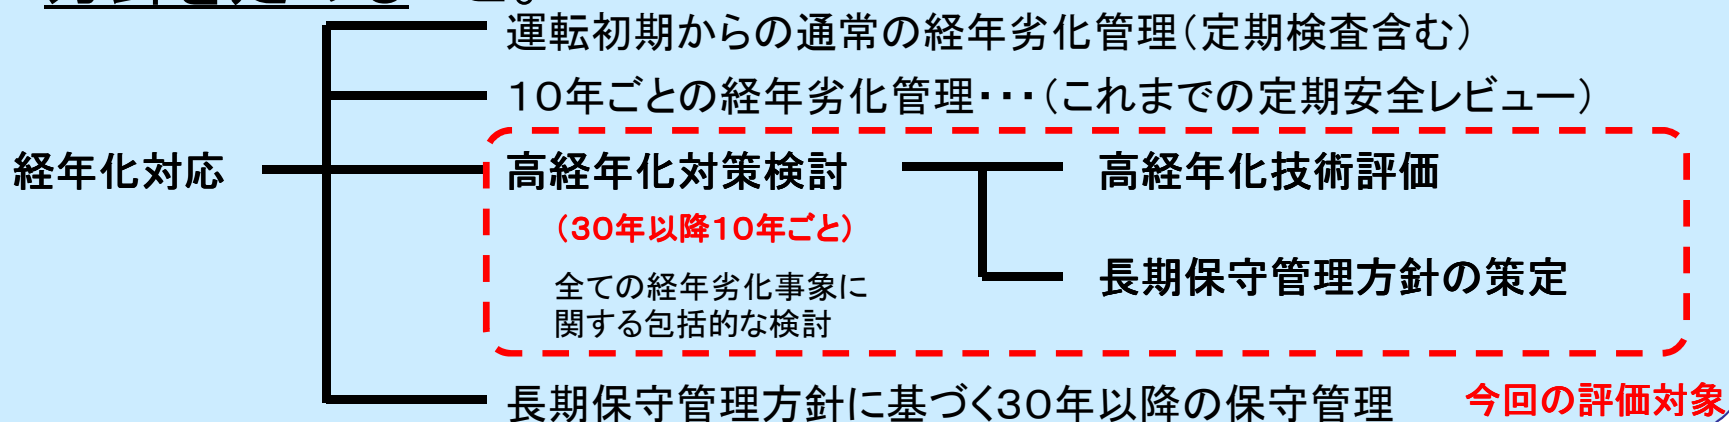 運転初期からの通常の経年劣化管理(定期検査含む)
10年ごとの経年劣化管理・・・(これまでの定期安全レビュー)
経年化対応
高経年化対策検討
高経年化技術評価
(30年以降10年ごと)
全ての経年劣化事象に
関する包括的な検討
長期保守管理方針の策定
長期保守管理方針に基づく30年以降の保守管理
今回の評価対象